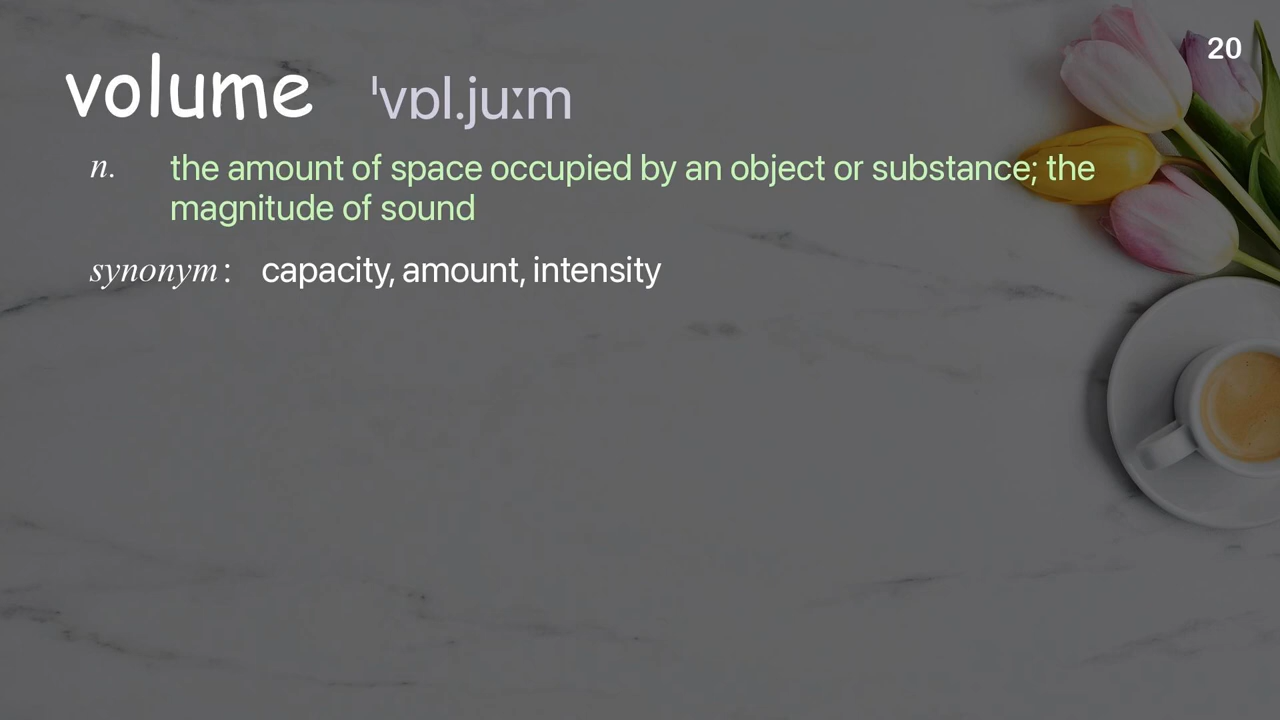 20
volume ˈvɒl.juːm
n. the amount of space occupied by an object or substance; the
magnitude of sound
synonym: capacity, amount, intensity